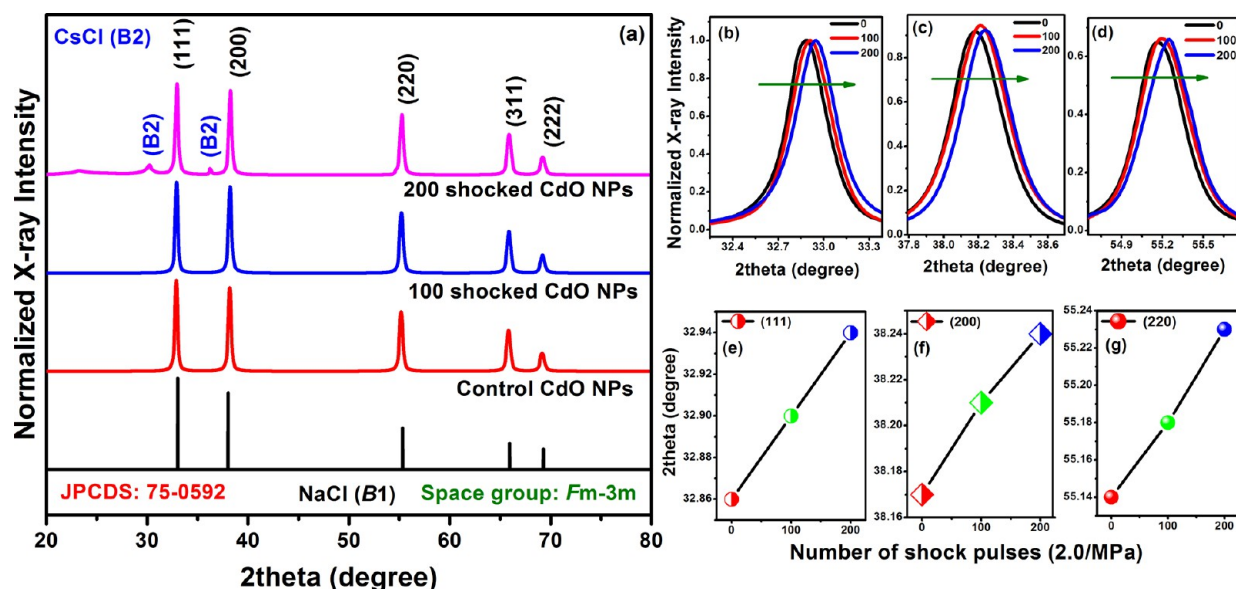 CsCl (B2)
(a)
(111)
(200)
(220)
(311)
(222)
(B2)
(B2)
200 shocked CdO NPs
100 shocked CdO NPs
Control CdO NPs
JPCDS: 75-0592
NaCl (B1)
Space group: Fm-3m
20 30 40 50 60 70 80
2theta (degree)
Normalized X-ray Intensity
(b)
0
100
200
1.0
0.8
0.6
0.4
0.2
0.0
32.4 32.7 33.0 33.3
2theta (degree)
Normalized X-ray Intensity
(c)
0
100
200
0.9
0.6
0.3
0.0
37.8 38.0 38.2 38.4 38.6
2theta (degree)
(d)
0
100
200
0.6
0.4
0.2
0.0
54.9 55.2 55.5
2theta (degree)
(111)
(e)
32.94
32.92
32.90
32.88
32.86
0 100 200
2theta (degree)
(200)
(f)
38.24
38.22
38.20
38.18
38.16
0 100 200
(220)
(g)
55.24
55.22
55.20
55.18
55.16
55.14
0 100 200
Number of shock pulses (2.0/MPa)